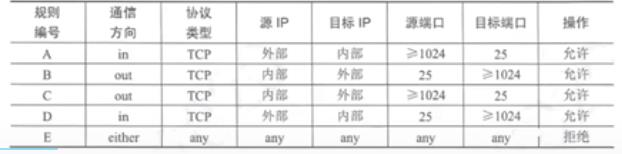 规则编号 通信方向 协议类型 源 IP 目标 IP 源端口 目标端口 操作
A in TCP 外部 内部 ≥1024 25 允许
B out TCP 内部 外部 25 ≥1024 允许
C out TCP 内部 外部 ≥1024 25 允许
D in TCP 外部 内部 25 ≥1024 允许
E either any any any any any 拒绝